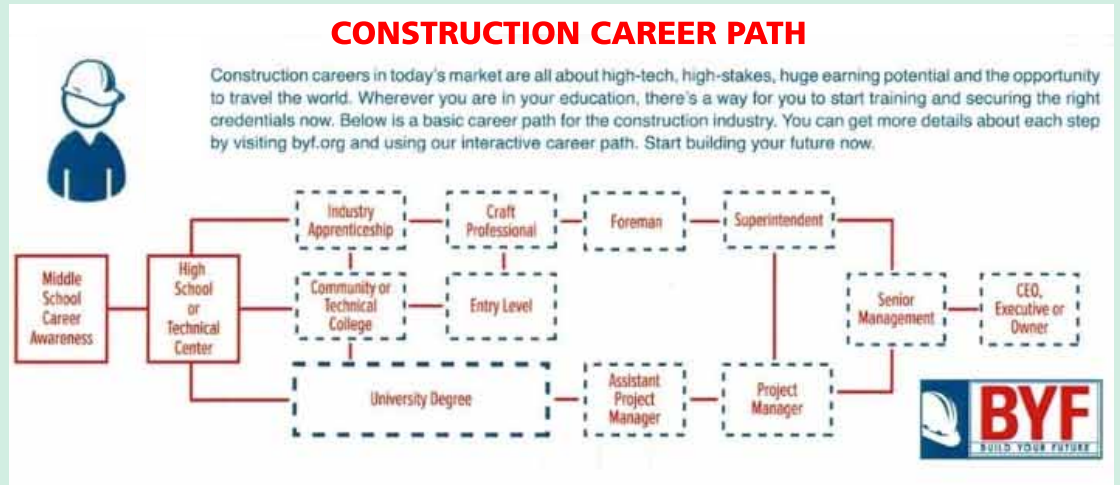 CONSTRUCTION CAREER PATH
Construction careers in today's market are all about high-tech, high-stakes, huge earning potential and the opportunity
to travel the world. Wherever you are in your education, there's a way for you to start training and securing the right
credentials now. Below is a basic career path for the construction industry. You can get more details about each step
by visiting byf.org and using our interactive career path. Start building your future now.
Middle
School
Career
Awareness
High
School
or
Technical
Center
Industry
Apprenticeship
Craft
Professional
Foreman
Superintendent
Community or
Technical
College
Entry Level
Senior
Management
CEO,
Executive or
Owner
University Degree
Assistant
Project
Manager
Project
Manager
BYF
BUILD YOUR FUTURE